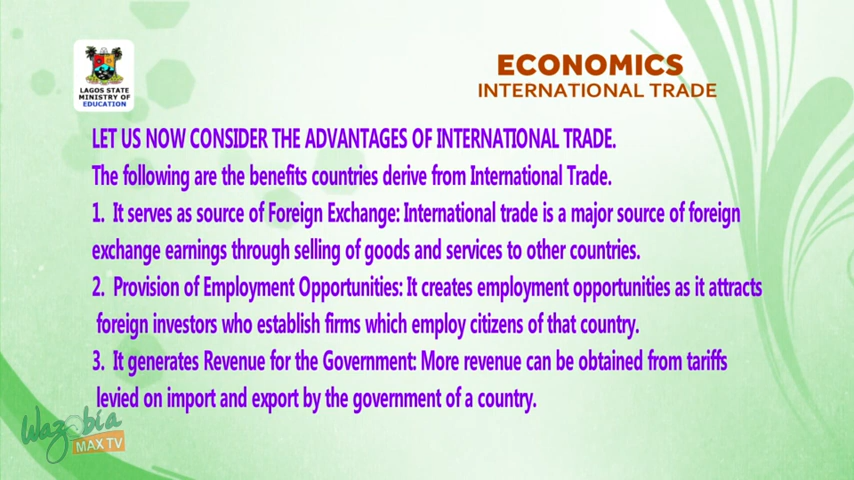 LAGOS STATE
MINISTRY OF
EDUCATION
ECONOMICS
INTERNATIONAL TRADE
LET US NOW CONSIDER THE ADVANTAGES OF INTERNATIONAL TRADE.
The following are the benefits countries derive from International Trade.
1. It serves as source of Foreign Exchange: International trade is a major source of foreign
exchange earnings through selling of goods and services to other countries.
2. Provision of Employment Opportunities: It creates employment opportunities as it attracts
foreign investors who establish firms which employ citizens of that country.
3. It generates Revenue for the Government: More revenue can be obtained from tariffs
levied on import and export by the government of a country.
Wazobia
MAX TV